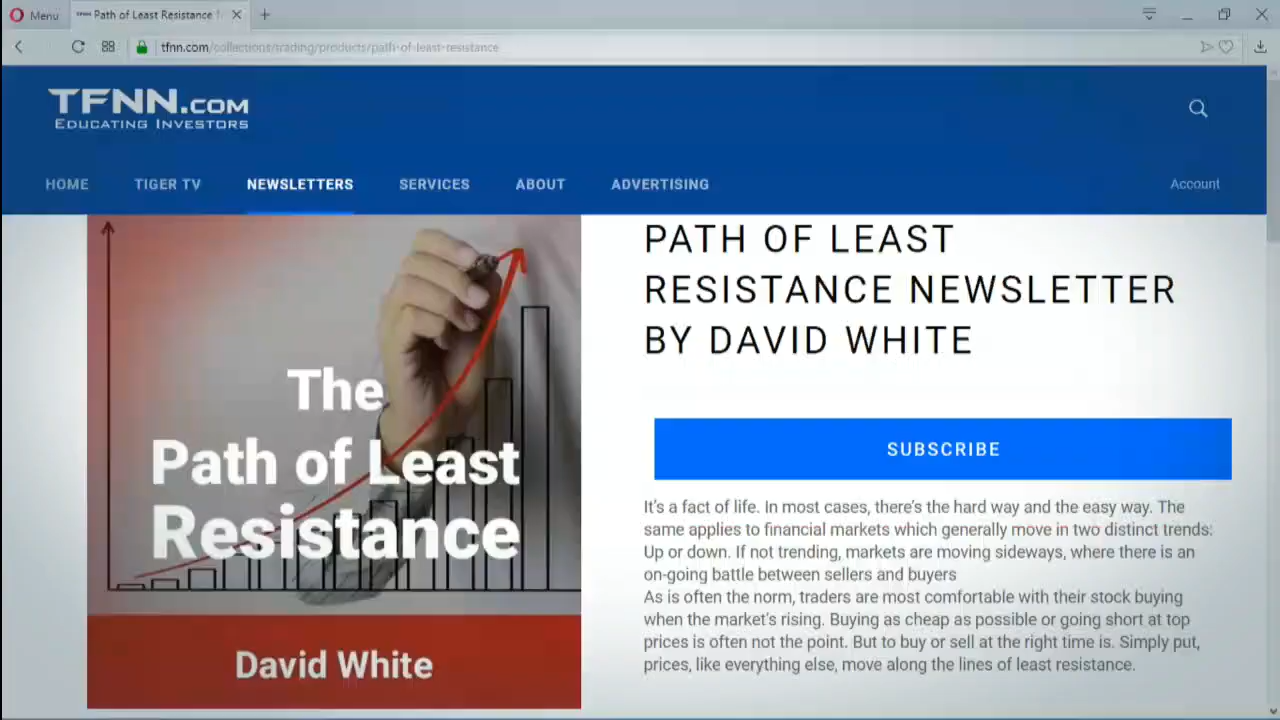 Menu
Path of Least Resistance
tfnn.com/collections/trading/products/path-of-least-resistance
TFNN.COM
EDUCATING INVESTORS
HOME
TIGER TV
NEWSLETTERS
SERVICES
ABOUT
ADVERTISING
Account
The
Path of Least
Resistance
David White
PATH OF LEAST
RESISTANCE NEWSLETTER
BY DAVID WHITE
SUBSCRIBE
It's a fact of life. In most cases, there's the hard way and the easy way. The
same applies to financial markets which generally move in two distinct trends:
Up or down. If not trending, markets are moving sideways, where there is an
on-going battle between sellers and buyers
As is often the norm, traders are most comfortable with their stock buying
when the market's rising. Buying as cheap as possible or going short at top
prices is often not the point. But to buy or sell at the right time is. Simply put,
prices, like everything else, move along the lines of least resistance.